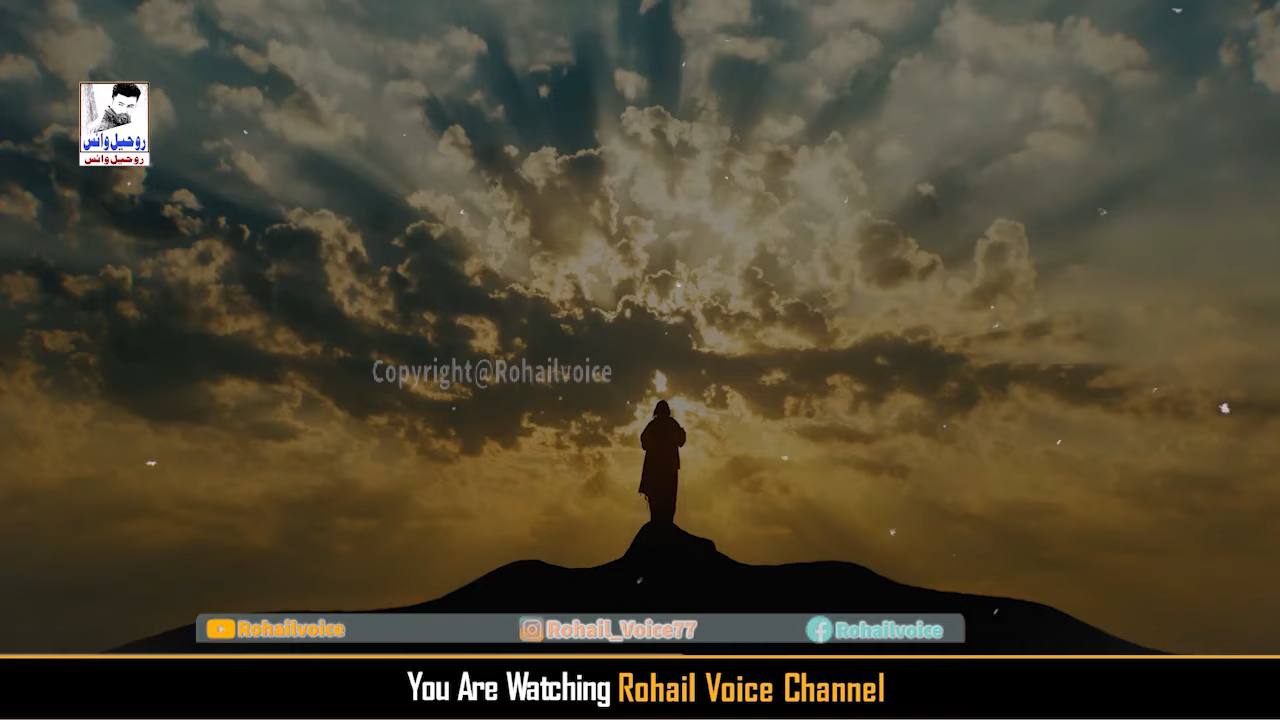 روحیل وائس
روحیل وائس
Copyright@Rohailvoice
Rohailvoice
Rohail_Voice77
Rohailvoice
You Are Watching Rohail Voice Channel